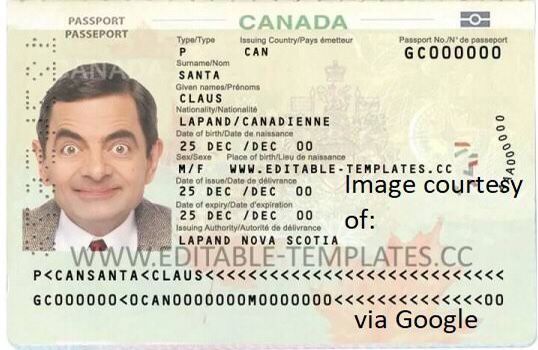 PASSPORT
PASSEPORT
CANADA
Type/Type Issuing Country/Pays émetteur Passport No./N° de passeport
P CAN GC000000
Surname/Nom
SANTA
Given names/Prénoms
CLAUS
Nationality/Nationalité
LAPAND/CANADIENNE
Date of birth/Date de naissance
25 DEC /DEC 00
Sex/Sexe Place of birth/Lieu de naissance
M/F WWW.EDITABLE-TEMPLATES.CC
Date of issue/Date de délivrance
25 DEC /DEC 00
Date of expiry/Date d'expiration
25 DEC /DEC 00
Issuing Authority/Autorité de délivrance
LAPAND NOVA SCOTIA
AA000000
Image courtesy
of:
WWW.EDITABLE-TEMPLATES.CC
P<CANSANTA<CLAUS<<<<<<<<<<<<<<<<<<<<<<<<<<<<
GC000000<0CAN0000000M0000000<<<<<<<<<<<<<<00
via Google